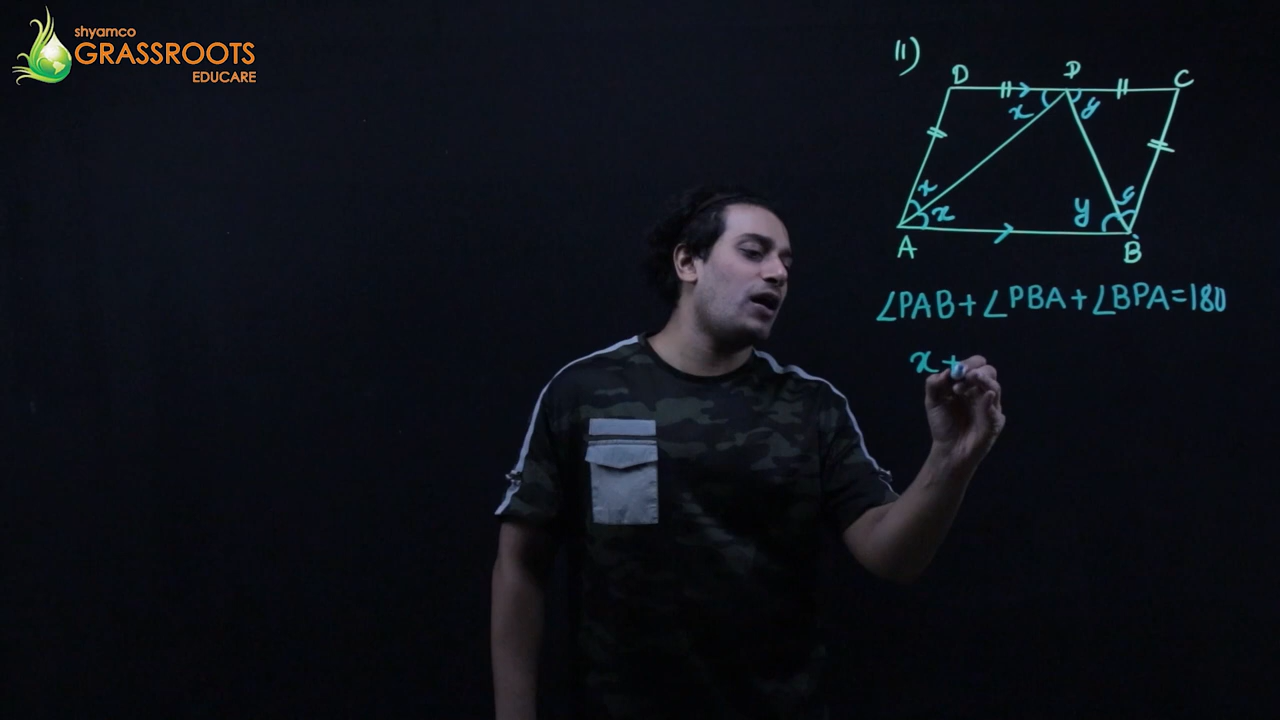 shyamco
GRASSROOTS
EDUCARE
11)
D P C
x y
x y
x y
A B
∠PAB+∠PBA+∠BPA=180
x +